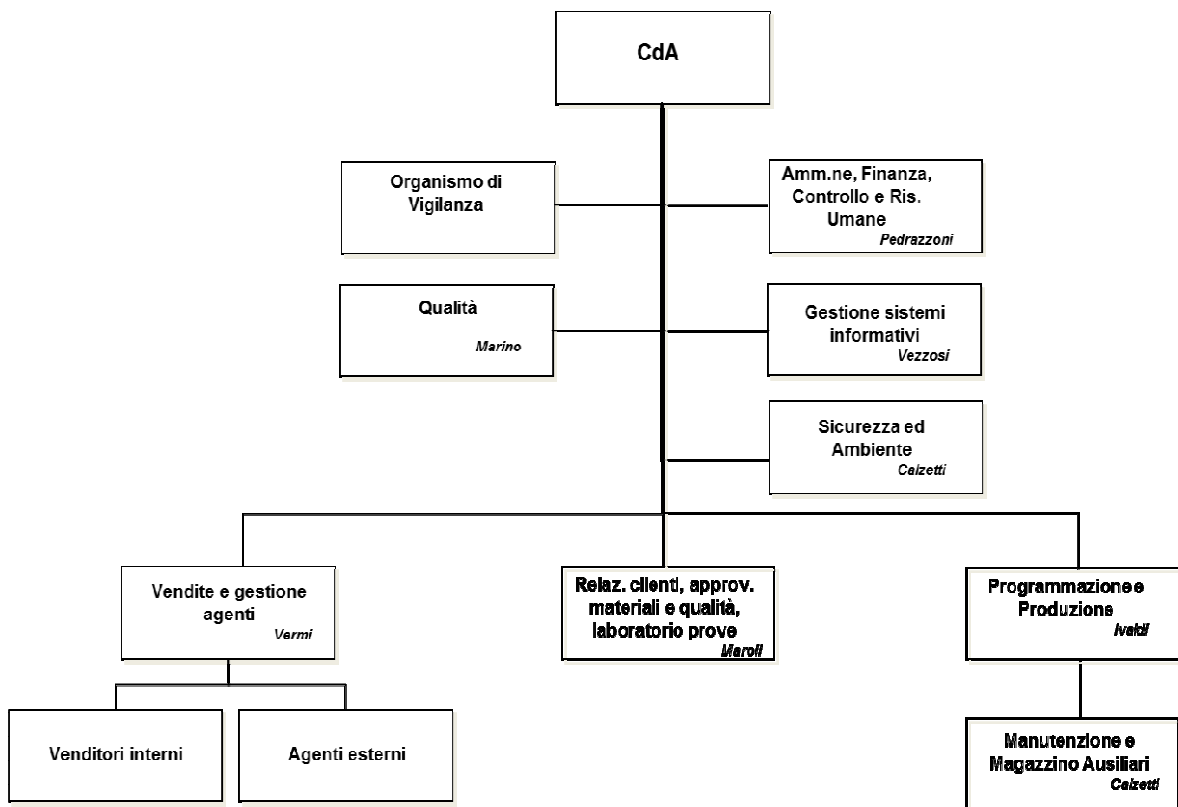 CdA
Organismo di
Vigilanza
Amm.ne, Finanza,
Controllo e Ris.
Umane
Pedrazzoni
Qualità
Marino
Gestione sistemi
informativi
Vezzosi
Sicurezza ed
Ambiente
Calzetti
Vendite e gestione
agenti
Vermi
Relaz. clienti, approv.
materiali e qualità,
laboratorio prove
Maroli
Programmazione e
Produzione
Ivaldi
Venditori interni
Agenti esterni
Manutenzione e
Magazzino Ausiliari
Calzetti